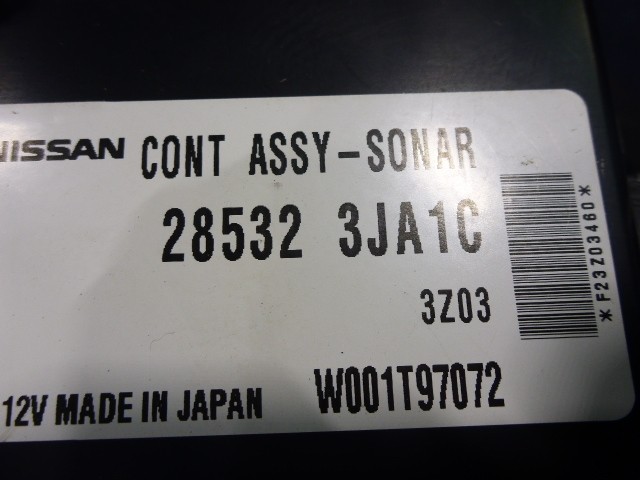 NISSAN CONT ASSY-SONAR
28532 3JA1C
3Z03
*F23Z03460*
12V MADE IN JAPAN W001T97072